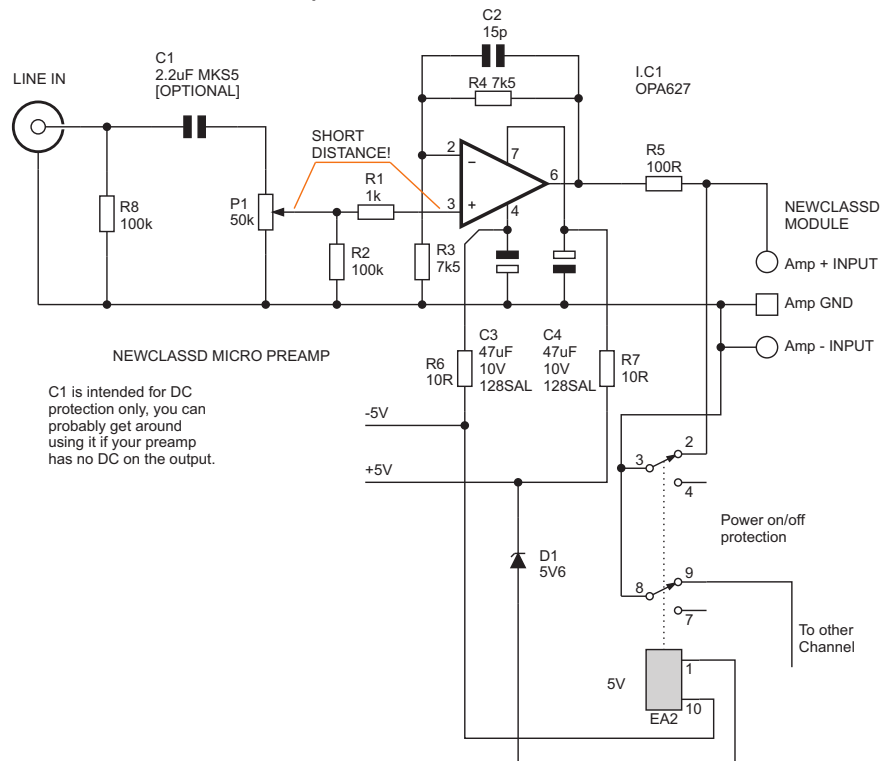 C2
15p
C1
2.2uF MKS5
[OPTIONAL]
LINE IN
R4 7k5
I.C1
OPA627
SHORT
DISTANCE!
R5
100R
2
7
6
3
4
−
+
R1
1k
P1
50k
R8
100k
R2
100k
R3
7k5
NEWCLASSD
MODULE
Amp + INPUT
Amp GND
Amp - INPUT
NEWCLASSD MICRO PREAMP
C1 is intended for DC
protection only, you can
probably get around
using it if your preamp
has no DC on the output.
R6
10R
C3
47uF
10V
128SAL
C4
47uF
10V
128SAL
R7
10R
-5V
+5V
D1
5V6
2
3
4
Power on/off
protection
9
8
7
To other
Channel
5V
1
10
EA2